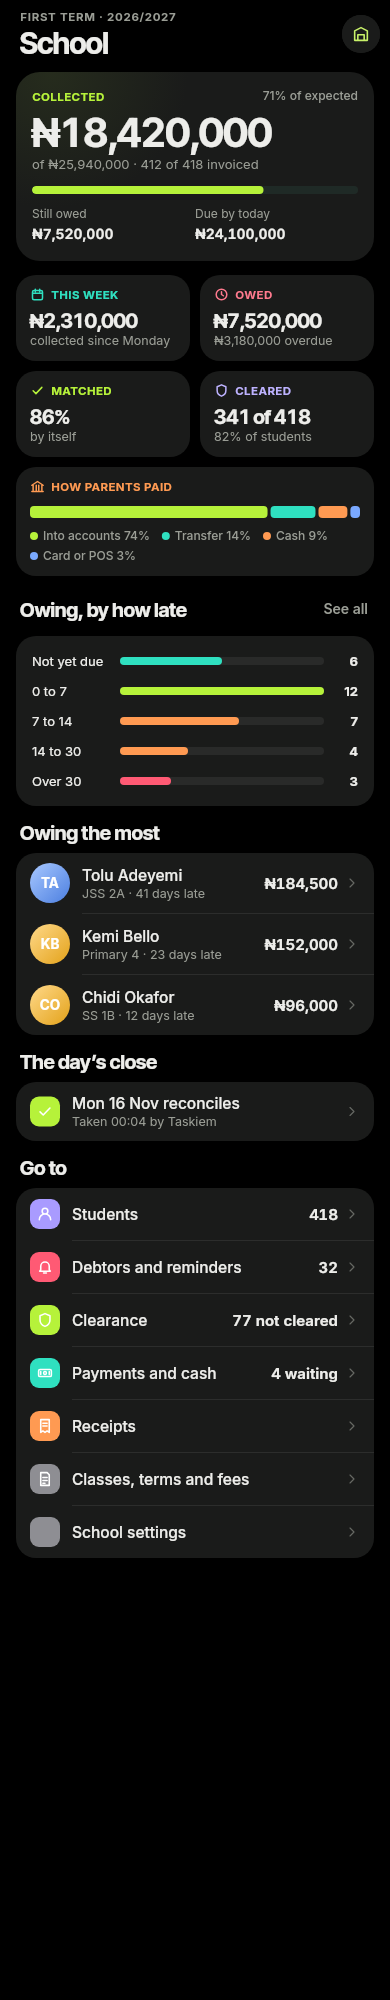 FIRST TERM · 2026/2027
School
COLLECTED
71% of expected
₦18,420,000
of ₦25,940,000 · 412 of 418 invoiced
Still owed
Due by today
₦7,520,000
₦24,100,000
THIS WEEK
₦2,310,000
collected since Monday
OWED
₦7,520,000
₦3,180,000 overdue
MATCHED
86%
by itself
CLEARED
341 of 418
82% of students
HOW PARENTS PAID
Into accounts 74%
Transfer 14%
Cash 9%
Card or POS 3%
Owing, by how late
See all
Not yet due 6
0 to 7 12
7 to 14 7
14 to 30 4
Over 30 3
Owing the most
TA
Tolu Adeyemi
JSS 2A · 41 days late
₦184,500
KB
Kemi Bello
Primary 4 · 23 days late
₦152,000
CO
Chidi Okafor
SS 1B · 12 days late
₦96,000
The day’s close
Mon 16 Nov reconciles
Taken 00:04 by Taskiem
Go to
Students 418
Debtors and reminders 32
Clearance 77 not cleared
Payments and cash 4 waiting
Receipts
Classes, terms and fees
School settings